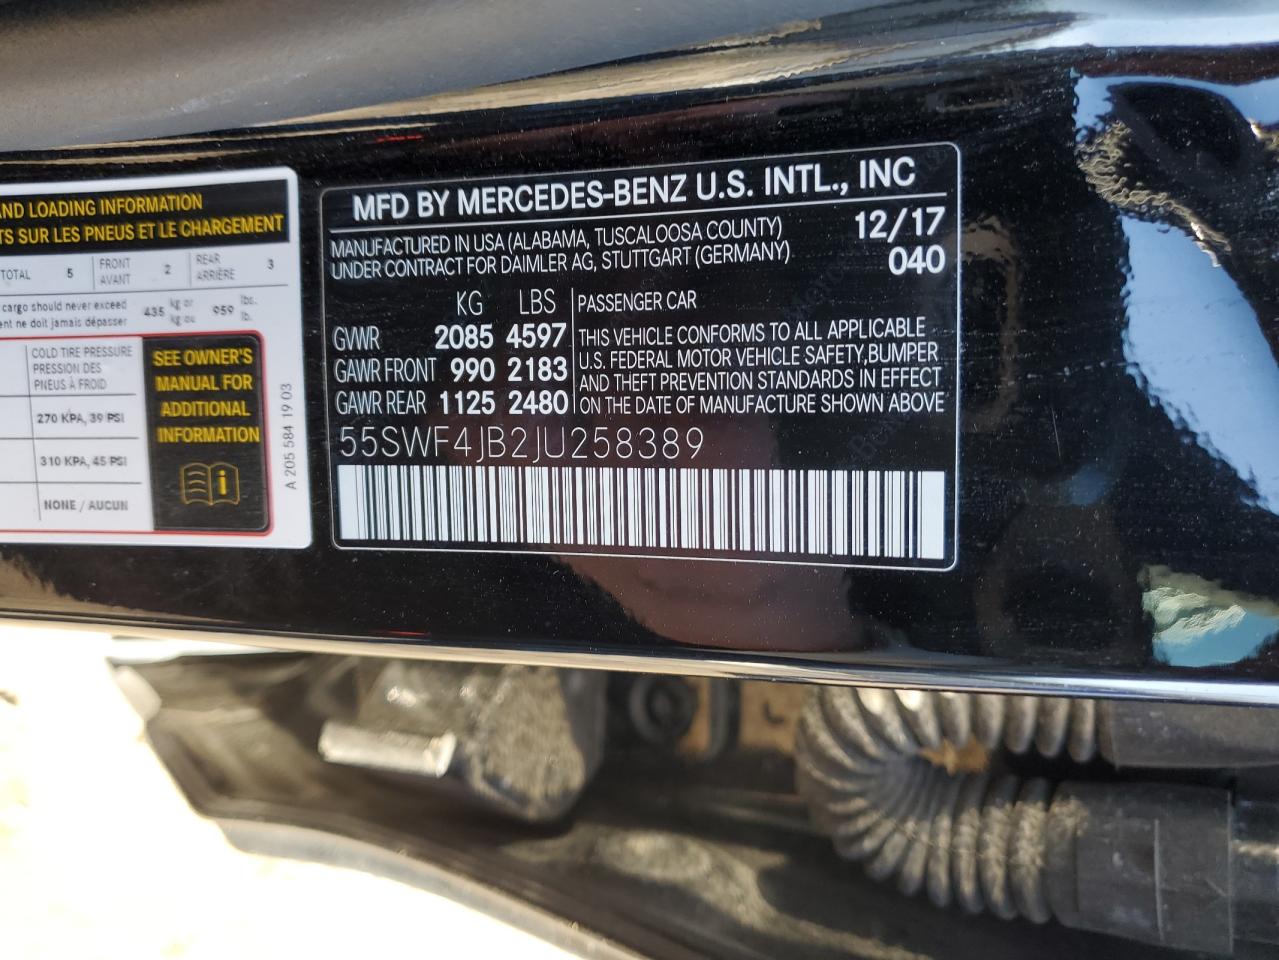 AND LOADING INFORMATION
TS SUR LES PNEUS ET LE CHARGEMENT
TOTAL 5 FRONT AVANT 2 REAR ARRIÈRE 3
cargo should never exceed
ent ne doit jamais dépasser
435 kg or kg ou 959 lbs. lb.
COLD TIRE PRESSURE
PRESSION DES
PNEUS À FROID
270 KPA, 39 PSI
310 KPA, 45 PSI
NONE / AUCUN
SEE OWNER'S
MANUAL FOR
ADDITIONAL
INFORMATION
i
A 205 584 19 03
MFD BY MERCEDES-BENZ U.S. INTL., INC
MANUFACTURED IN USA (ALABAMA, TUSCALOOSA COUNTY) 12/17
UNDER CONTRACT FOR DAIMLER AG, STUTTGART (GERMANY) 040
KG LBS
GVWR 2085 4597
GAWR FRONT 990 2183
GAWR REAR 1125 2480
PASSENGER CAR
THIS VEHICLE CONFORMS TO ALL APPLICABLE
U.S. FEDERAL MOTOR VEHICLE SAFETY,BUMPER
AND THEFT PREVENTION STANDARDS IN EFFECT
ON THE DATE OF MANUFACTURE SHOWN ABOVE
55SWF4JB2JU258389